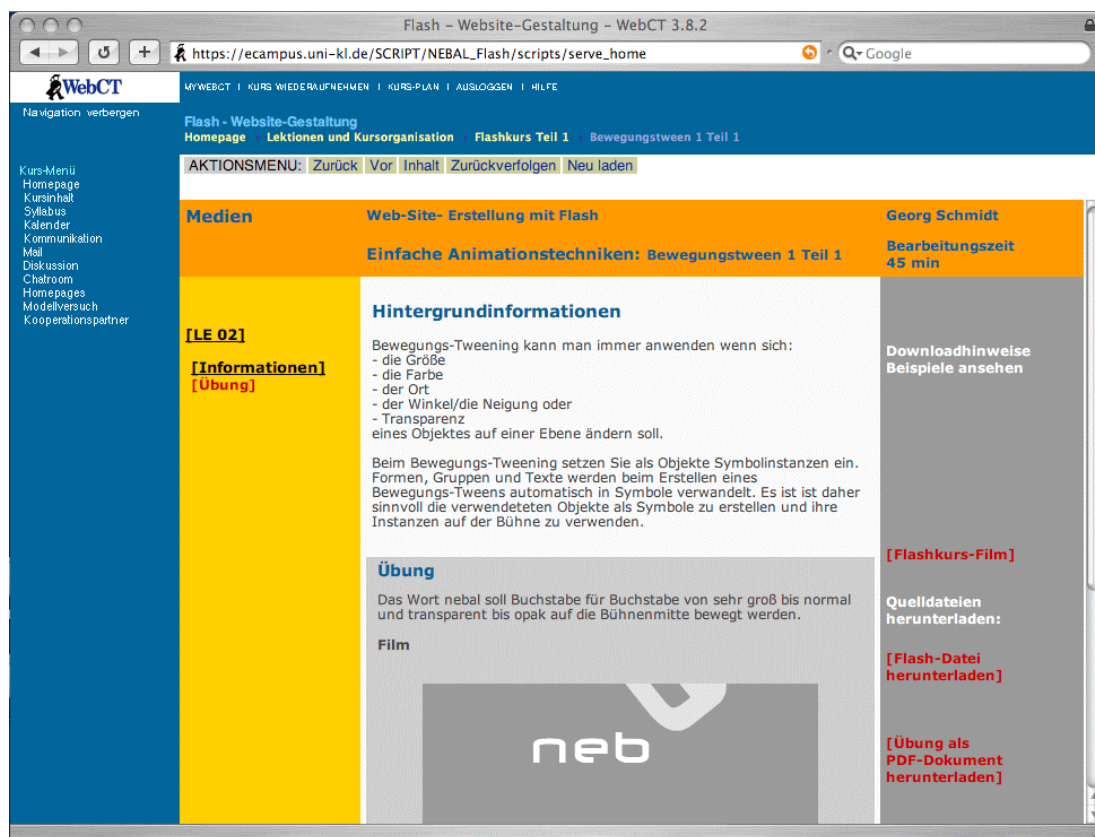 Flash – Website-Gestaltung – WebCT 3.8.2
https://ecampus.uni-kl.de/SCRIPT/NEBAL_Flash/scripts/serve_home
Google
WebCT
MYWEBCT | KURS WIEDERAUFNEHMEN | KURS-PLAN | AUSLOGGEN | HILFE
Navigation verbergen
Flash - Website-Gestaltung
Homepage Lektionen und Kursorganisation Flashkurs Teil 1 Bewegungstween 1 Teil 1
AKTIONSMENU: Zurück Vor Inhalt Zurückverfolgen Neu laden
Kurs-Menü
Homepage
Kursinhalt
Syllabus
Kalender
Kommunikation
Mail
Diskussion
Chatroom
Homepages
Modellversuch
Kooperationspartner
Medien
Web-Site- Erstellung mit Flash
Georg Schmidt
Einfache Animationstechniken: Bewegungstween 1 Teil 1
Bearbeitungszeit
45 min
[LE 02]
[Informationen]
[Übung]
Hintergrundinformationen
Bewegungs-Tweening kann man immer anwenden wenn sich:
- die Größe
- die Farbe
- der Ort
- der Winkel/die Neigung oder
- Transparenz
eines Objektes auf einer Ebene ändern soll.
Beim Bewegungs-Tweening setzen Sie als Objekte Symbolinstanzen ein.
Formen, Gruppen und Texte werden beim Erstellen eines
Bewegungs-Tweens automatisch in Symbole verwandelt. Es ist ist daher
sinnvoll die verwendeteten Objekte als Symbole zu erstellen und ihre
Instanzen auf der Bühne zu verwenden.
Übung
Das Wort nebal soll Buchstabe für Buchstabe von sehr groß bis normal
und transparent bis opak auf die Bühnenmitte bewegt werden.
Film
neb
Downloadhinweise
Beispiele ansehen
[Flashkurs-Film]
Quelldateien
herunterladen:
[Flash-Datei
herunterladen]
[Übung als
PDF-Dokument
herunterladen]